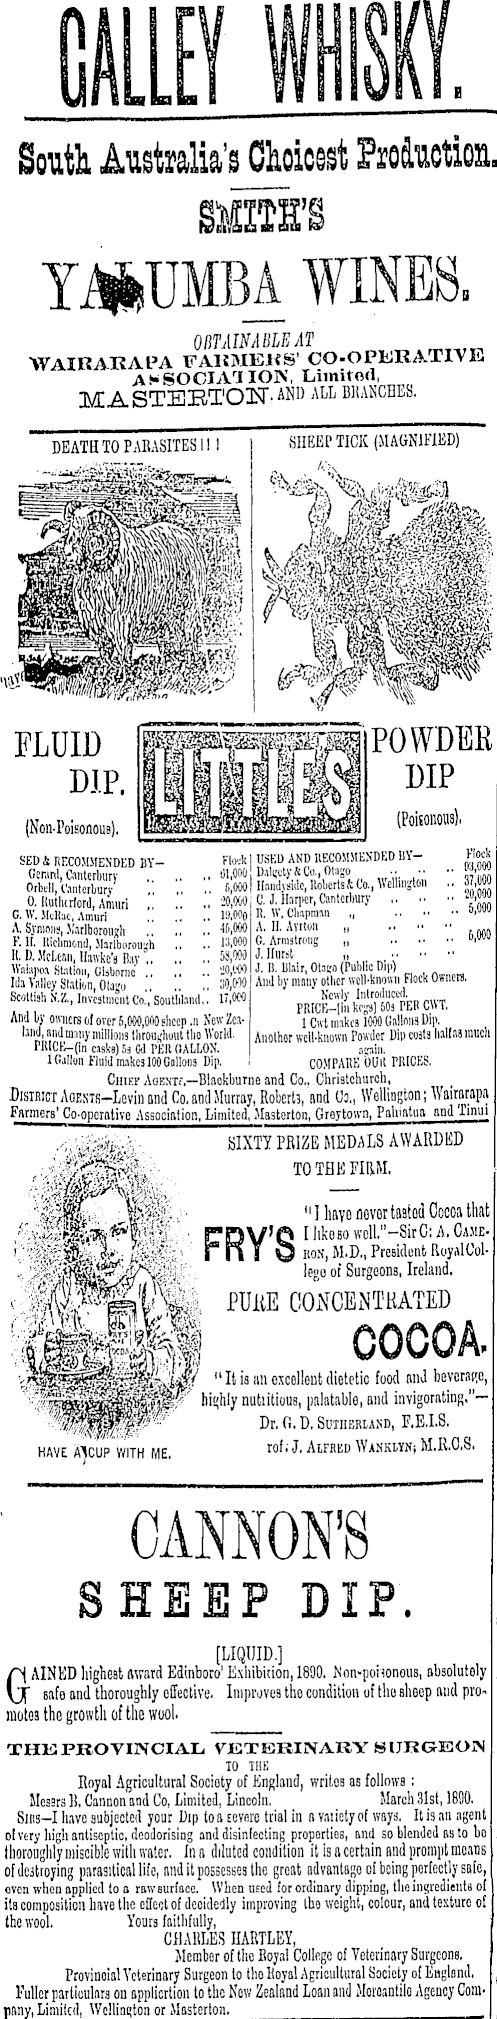 CALLEY WHISKY.
South Australia's Choicest Production.
SMITH'S
YALUMBA WINES.
OBTAINABLE AT
WAIRARAPA FARMERS' CO-OPERATIVE
ASSOCIATION, Limited,
MASTERTON. AND ALL BRANCHES.
DEATH TO PARASITES!!!
SHEEP TICK (MAGNIFIED)
FLUID
DIP.
(Non-Poisonous).
LITTLE'S
POWDER
DIP
(Poisonous).
SED & RECOMMENDED BY— Flock
Gerard, Canterbury .. .. .. 61,000
Orbell, Canterbury .. .. 5,000
O. Rutherford, Amuri .. .. 20,000
G. W. McRae, Amuri .. .. .. 19,000
A. Symons, Marlborough .. .. 46,000
F. H. Richmond, Marlborough .. .. 13,000
R. D. McLean, Hawke's Bay .. .. 58,000
Waipaoa Station, Gisborne .. .. 20,000
Ida Valley Station, Otago .. .. 30,000
Scottish N.Z., Investment Co., Southland.. 17,000
And by owners of over 5,000,000 sheep .n New Zea-
land, and many millions throughout the World.
PRICE—(in casks) 5s 6d PER GALLON.
1 Gallon Fluid makes 100 Gallons Dip.
USED AND RECOMMENDED BY— Flock
Dalgety & Co., Otago .. .. .. 93,000
Handyside, Roberts & Co., Wellington .. 37,000
C. J. Harper, Canterbury .. .. .. 20,000
R. W. Chapman „ .. .. .. 5,000
A. H. Ayrton „ .. .. ..
G. Armstrong „ .. .. .. 5,000
J. Hurst „ .. .. ..
J. B. Blair, Otago (Public Dip)
And by many other well-known Flock Owners.
Newly Introduced.
PRICE—(in kegs) 50s PER CWT.
1 Cwt makes 1000 Gallons Dip.
Another well-known Powder Dip costs half as much
again.
COMPARE OUR PRICES.
CHIEF AGENTS,—Blackburne and Co., Christchurch,
DISTRICT AGENTS—Levin and Co. and Murray, Roberts, and Co., Wellington; Wairarapa
Farmers' Co-operative Association, Limited, Masterton, Greytown, Pahiatua and Tinui
SIXTY PRIZE MEDALS AWARDED
TO THE FIRM.
"I have never tasted Cocoa that
FRY'S I like so well."—Sir C: A. CAME-
RON, M.D., President Royal Col-
lege of Surgeons, Ireland.
PURE CONCENTRATED
COCOA.
"It is an excellent dietetic food and beverage,
highly nutritious, palatable, and invigorating."—
Dr. G. D. SUTHERLAND, F.E.I.S.
rof: J. ALFRED WANKLYN; M.R.C.S.
HAVE A CUP WITH ME.
CANNON'S
SHEEP DIP.
[LIQUID.]
GAINED highest award Edinboro' Exhibition, 1890. Non-poisonous, absolutely
safe and thoroughly effective. Improves the condition of the sheep and pro-
motes the growth of the wool.
THE PROVINCIAL VETERINARY SURGEON
TO THE
Royal Agricultural Society of England, writes as follows :
Messrs B. Cannon and Co, Limited, Lincoln. March 31st, 1890.
SIRS—I have subjected your Dip to a severe trial in a variety of ways. It is an agent
of very high antiseptic, deodorising and disinfecting properties, and so blended as to be
thoroughly miscible with water. In a diluted condition it is a certain and prompt means
of destroying parasitical life, and it possesses the great advantage of being perfectly safe,
even when applied to a raw surface. When used for ordinary dipping, the ingredients of
its composition have the effect of decidedly improving the weight, colour, and texture of
the wool. Yours faithfully,
CHARLES HARTLEY,
Member of the Royal College of Veterinary Surgeons.
Provincial Veterinary Surgeon to the Royal Agricultural Society of England.
Fuller particulars on application to the New Zealand Loan and Mercantile Agency Com-
pany, Limited, Wellington or Masterton.